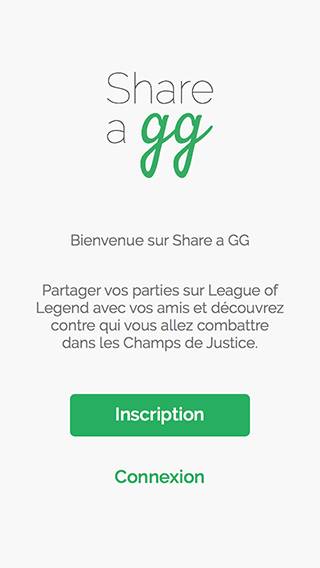 Share
a gg
Bienvenue sur Share a GG
Partager vos parties sur League of
Legend avec vos amis et découvrez
contre qui vous allez combattre
dans les Champs de Justice.
Inscription
Connexion